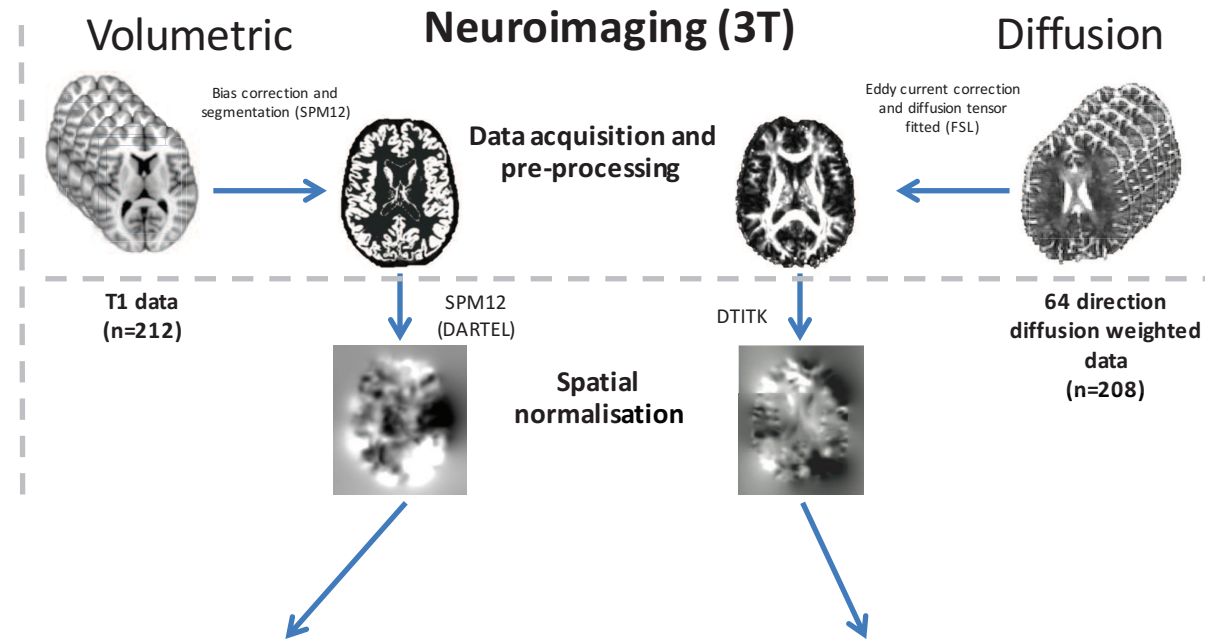 Neuroimaging (3T)
Volumetric
Diffusion
Bias correction and
segmentation (SPM12)
Eddy current correction
and diffusion tensor
fitted (FSL)
Data acquisition and
pre-processing
T1 data
(n=212)
SPM12
(DARTEL)
DTITK
64 direction
diffusion weighted
data
(n=208)
Spatial
normalisation